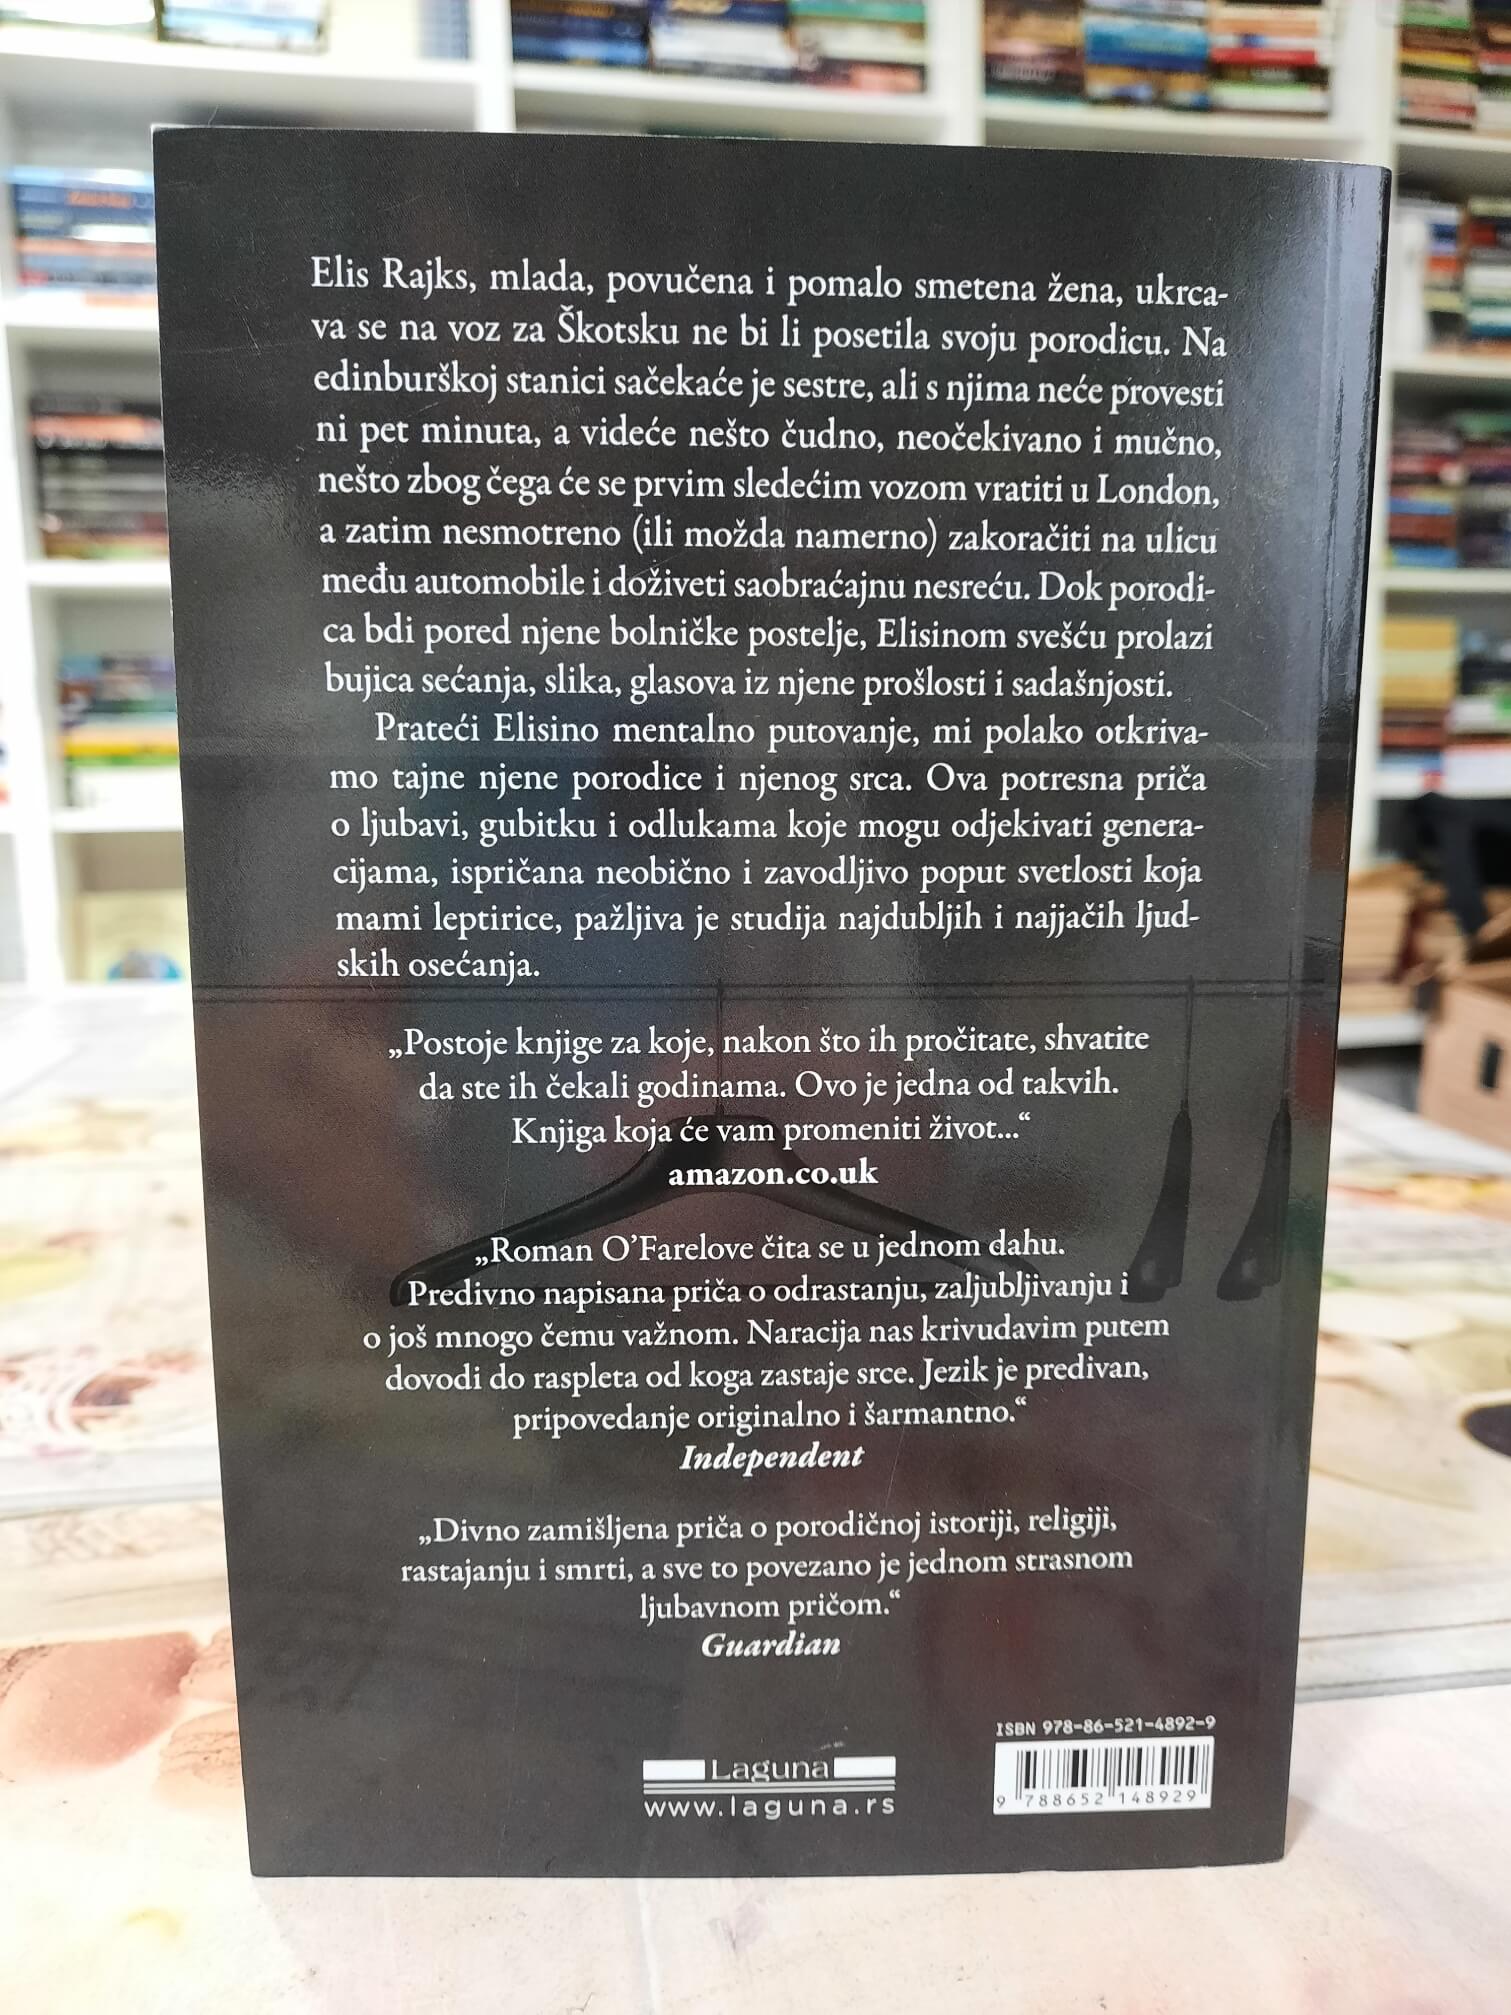 Elis Rajks, mlada, povučena i pomalo smetena žena, ukrca-
va se na voz za Škotsku ne bi li posetila svoju porodicu. Na
edinburškoj stanici sačekaće je sestre, ali s njima neće provesti
ni pet minuta, a videće nešto čudno, neočekivano i mučno,
nešto zbog čega će se prvim sledećim vozom vratiti u London,
a zatim nesmotreno (ili možda namerno) zakoračiti na ulicu
među automobile i doživeti saobraćajnu nesreću. Dok porodi-
ca bdi pored njene bolničke postelje, Elisinom svešću prolazi
bujica sećanja, slika, glasova iz njene prošlosti i sadašnjosti.
Prateći Elisino mentalno putovanje, mi polako otkriva-
mo tajne njene porodice i njenog srca. Ova potresna priča
o ljubavi, gubitku i odlukama koje mogu odjekivati genera-
cijama, ispričana neobično i zavodljivo poput svetlosti koja
mami leptirice, pažljiva je studija najdubljih i najjačih ljud-
skih osećanja.
„Postoje knjige za koje, nakon što ih pročitate, shvatite
da ste ih čekali godinama. Ovo je jedna od takvih.
Knjiga koja će vam promeniti život...“
amazon.co.uk
„Roman O’Farelove čita se u jednom dahu.
Predivno napisana priča o odrastanju, zaljubljivanju i
o još mnogo čemu važnom. Naracija nas krivudavim putem
dovodi do raspleta od koga zastaje srce. Jezik je predivan,
pripovedanje originalno i šarmantno.“
Independent
„Divno zamišljena priča o porodičnoj istoriji, religiji,
rastajanju i smrti, a sve to povezano je jednom strasnom
ljubavnom pričom.“
Guardian
ISBN 978-86-521-4892-9
Laguna
www.laguna.rs
9 788652 148929